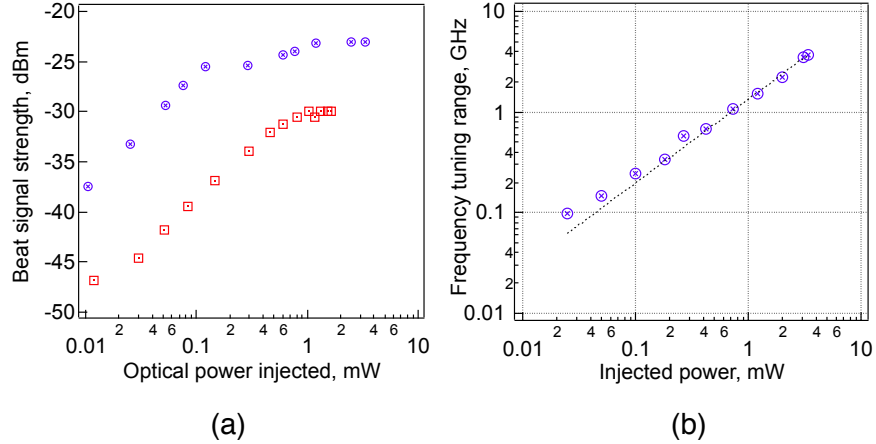 -20
-25
-30
-35
-40
-45
-50
Beat signal strength, dBm
0.01 2 4 6 0.1 2 4 6 1 2 4 6 10
Optical power injected, mW
(a)
10
4
2
1
4
2
0.1
4
2
0.01
Frequency tuning range, GHz
0.01 2 4 6 0.1 2 4 6 1 2 4 6 10
Injected power, mW
(b)